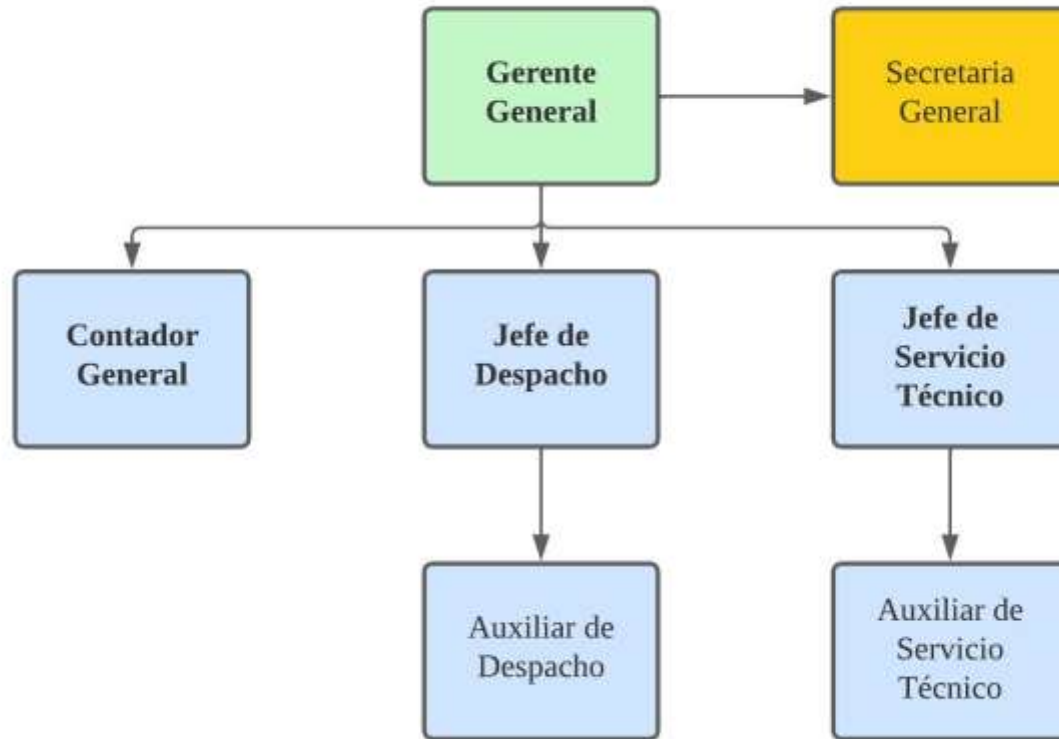 Gerente
General
Secretaria
General
Contador
General
Jefe de
Despacho
Jefe de
Servicio
Técnico
Auxiliar de
Despacho
Auxiliar de
Servicio
Técnico